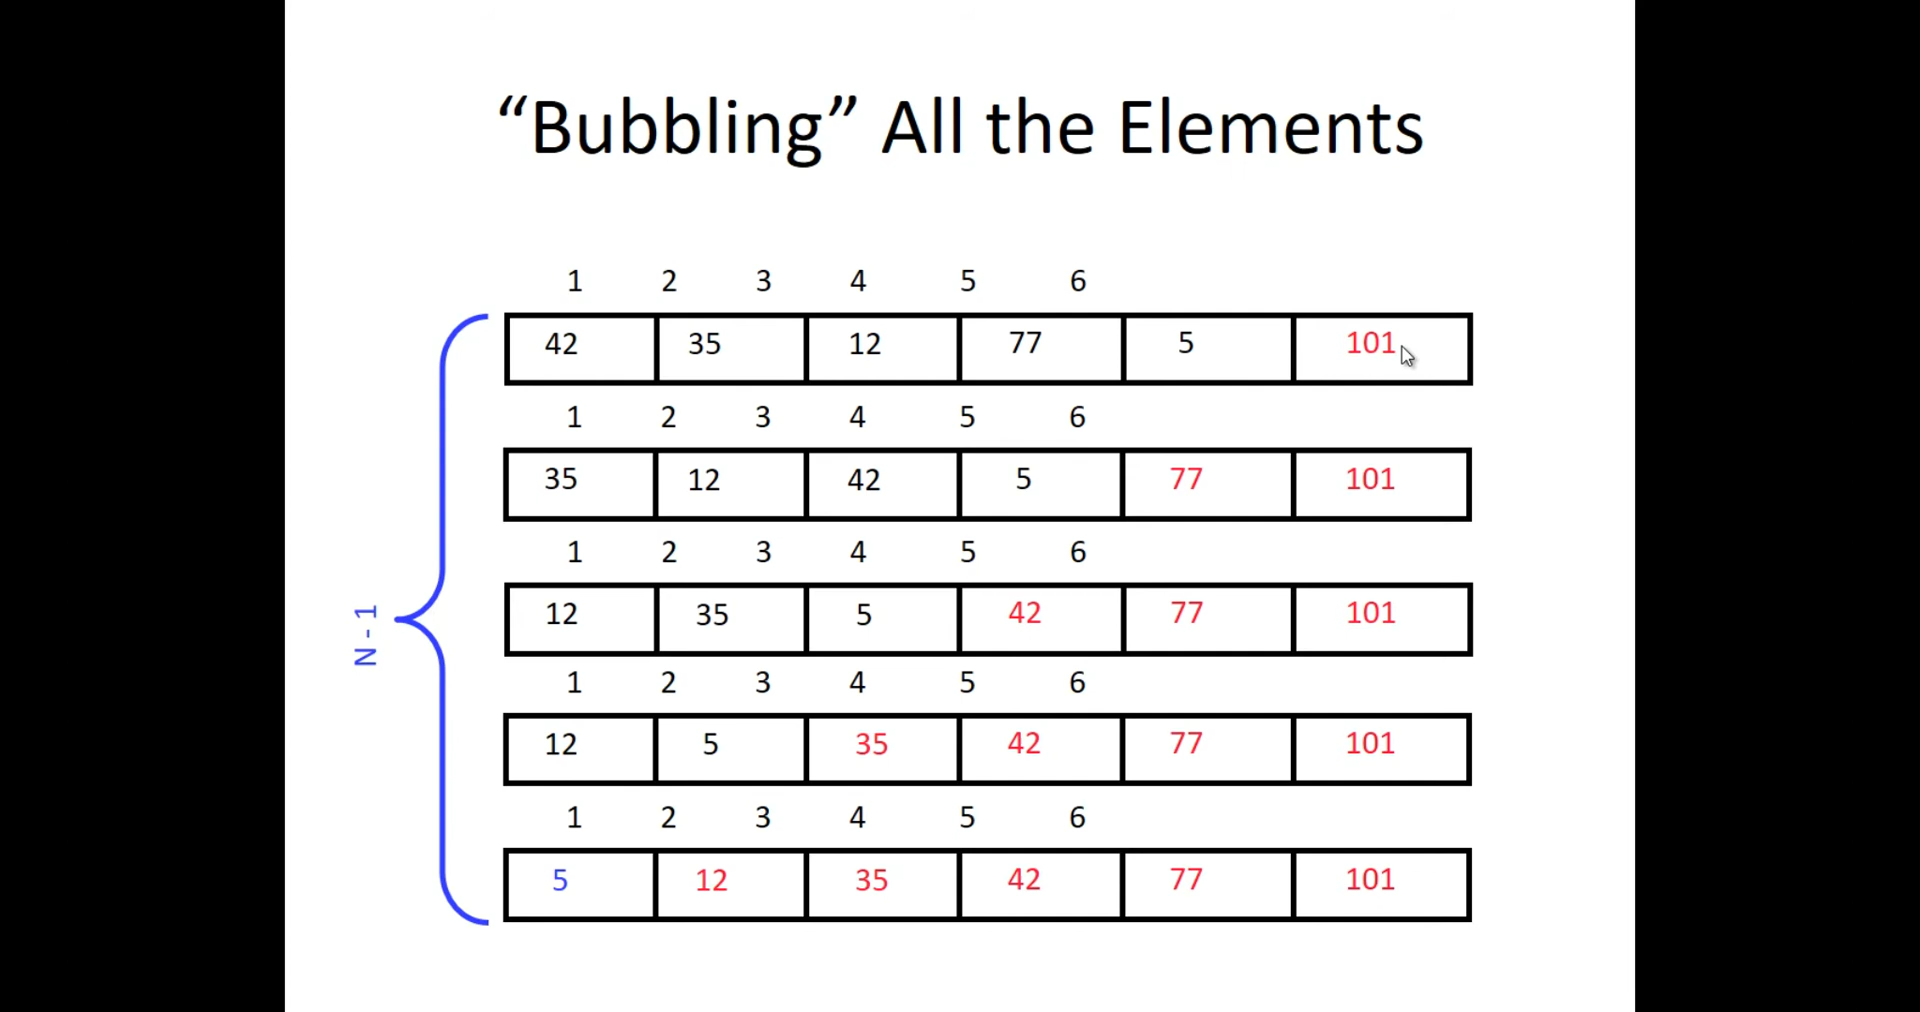 “Bubbling” All the Elements
1 2 3 4 5 6
42 35 12 77 5 101
1 2 3 4 5 6
35 12 42 5 77 101
1 2 3 4 5 6
12 35 5 42 77 101
N - 1
1 2 3 4 5 6
12 5 35 42 77 101
1 2 3 4 5 6
5 12 35 42 77 101